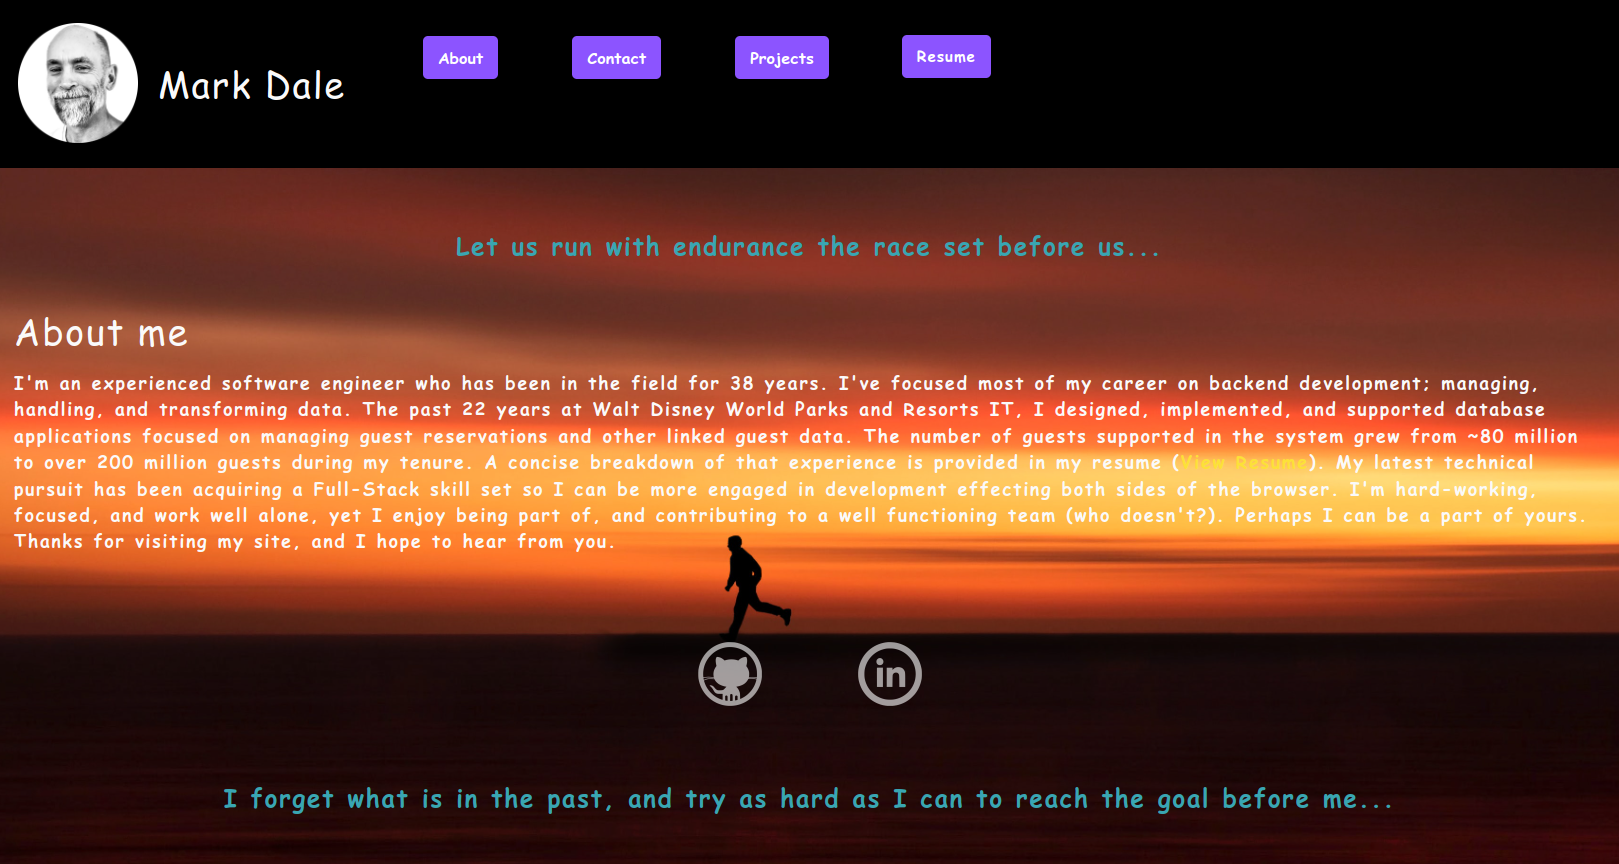 Mark Dale
About
Contact
Projects
Resume
Let us run with endurance the race set before us...
About me
I'm an experienced software engineer who has been in the field for 38 years. I've focused most of my career on backend development; managing,
handling, and transforming data. The past 22 years at Walt Disney World Parks and Resorts IT, I designed, implemented, and supported database
applications focused on managing guest reservations and other linked guest data. The number of guests supported in the system grew from ~80 million
to over 200 million guests during my tenure. A concise breakdown of that experience is provided in my resume (View Resume). My latest technical
pursuit has been acquiring a Full-Stack skill set so I can be more engaged in development effecting both sides of the browser. I'm hard-working,
focused, and work well alone, yet I enjoy being part of, and contributing to a well functioning team (who doesn't?). Perhaps I can be a part of yours.
Thanks for visiting my site, and I hope to hear from you.
in
I forget what is in the past, and try as hard as I can to reach the goal before me...